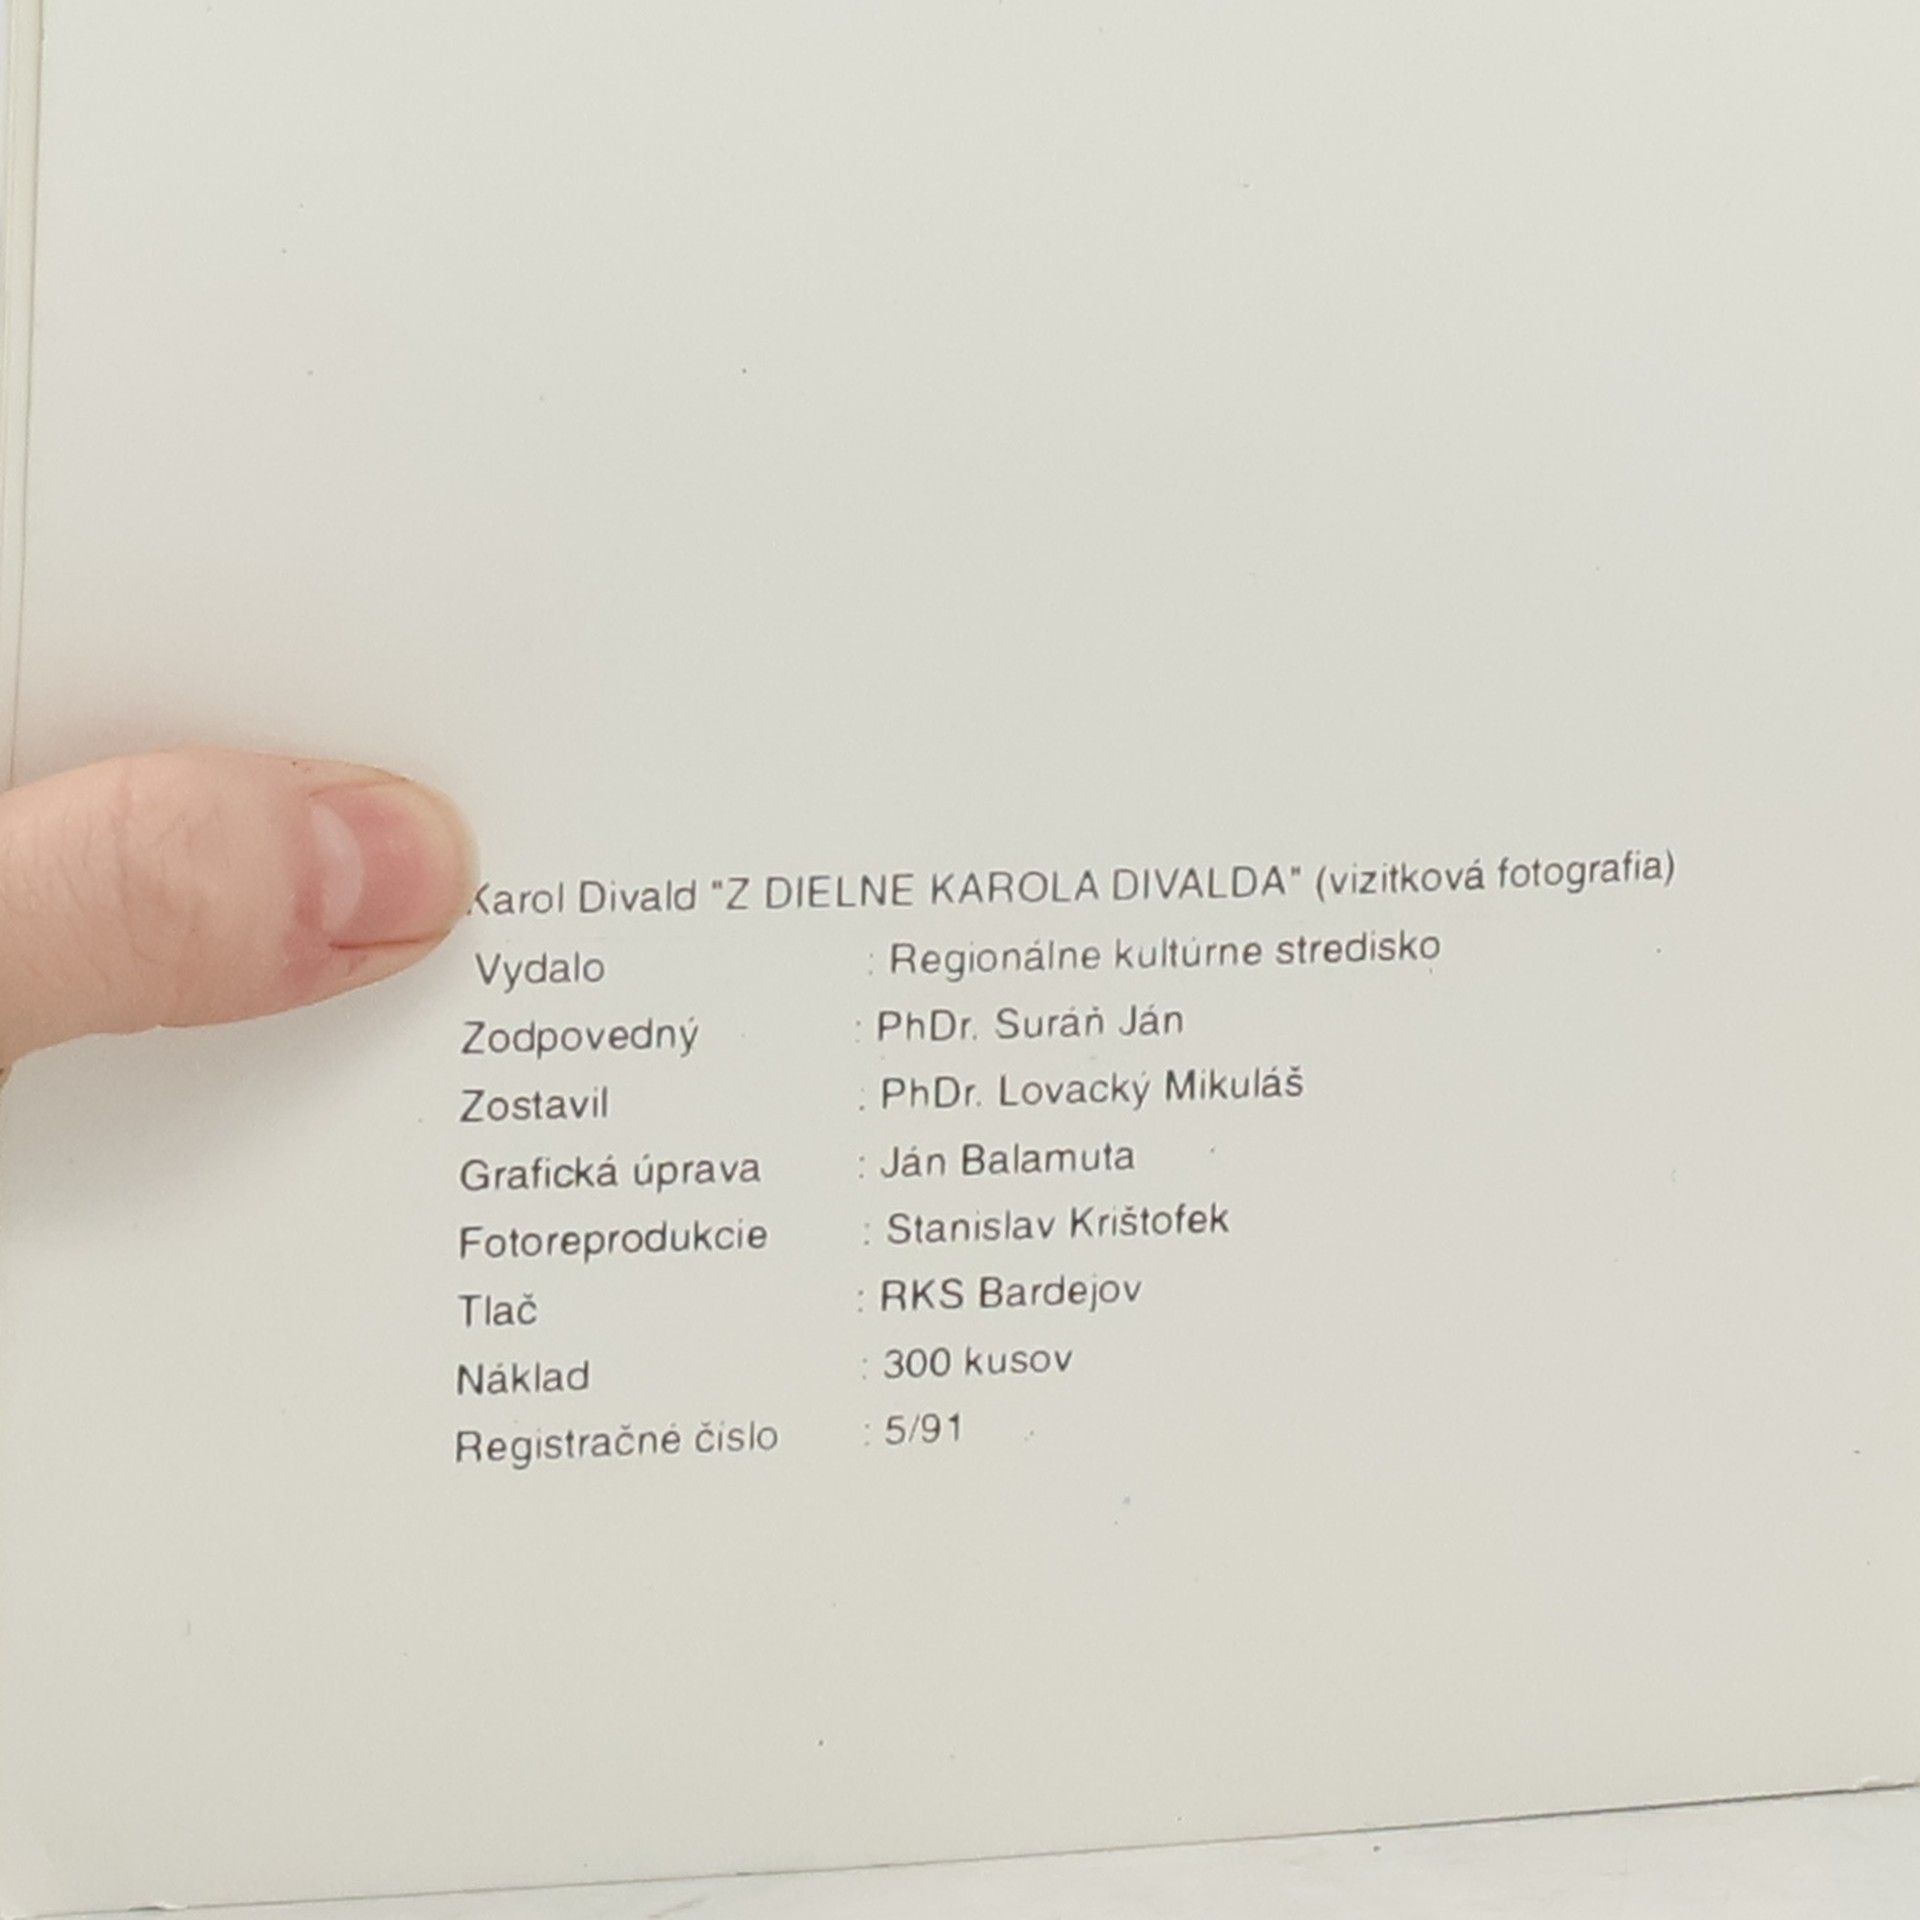 Karol Divald "Z DIELNE KAROLA DIVALDA" (vizitková fotografia)
Vydalo : Regionálne kultúrne stredisko
Zodpovedný : PhDr. Suráň Ján
Zostavil : PhDr. Lovacký Mikuláš
Grafická úprava : Ján Balamuta
Fotoreprodukcie : Stanislav Krištofek
Tlač : RKS Bardejov
Náklad : 300 kusov
Registračné číslo : 5/91